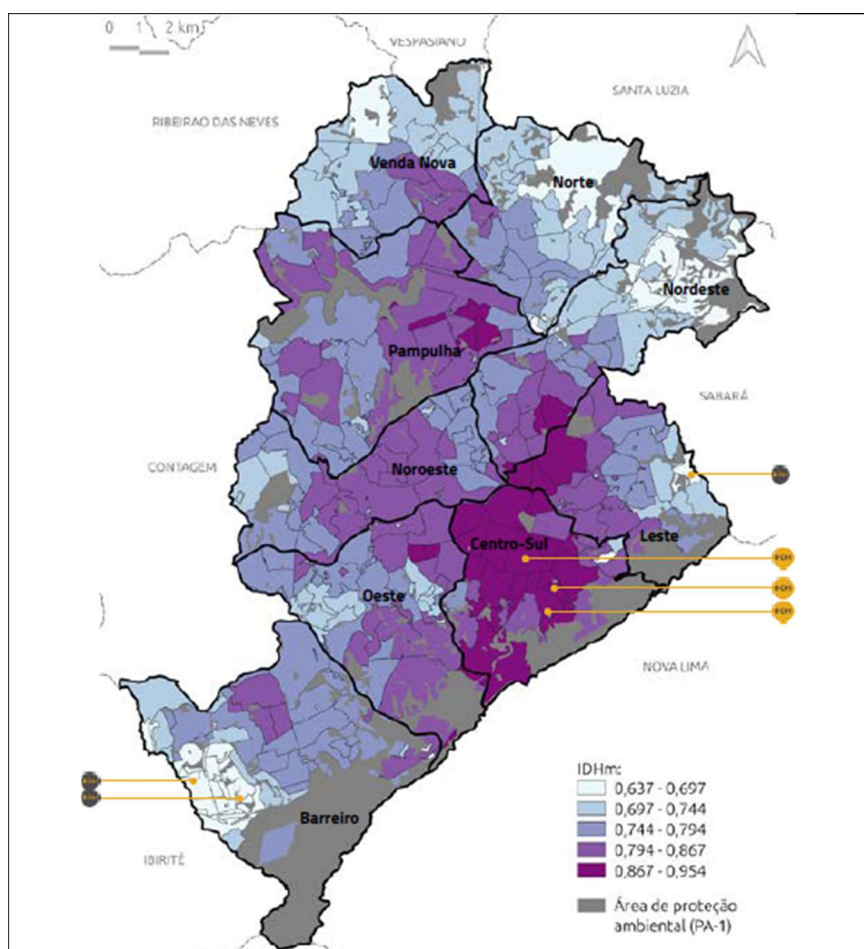 0 1 2 km
VESPASIANO
SANTA LUZIA
RIBEIRAO DAS NEVES
Venda Nova
Norte
Nordeste
Pampulha
SABARÁ
CONTAGEM
Noroeste
Leste
Centro-Sul
Oeste
NOVA LIMA
IDHm:
0,637 - 0,697
0,697 - 0,744
0,744 - 0,794
0,794 - 0,867
0,867 - 0,954
Barreiro
IBIRITÉ
Área de proteção
ambiental (PA-1)